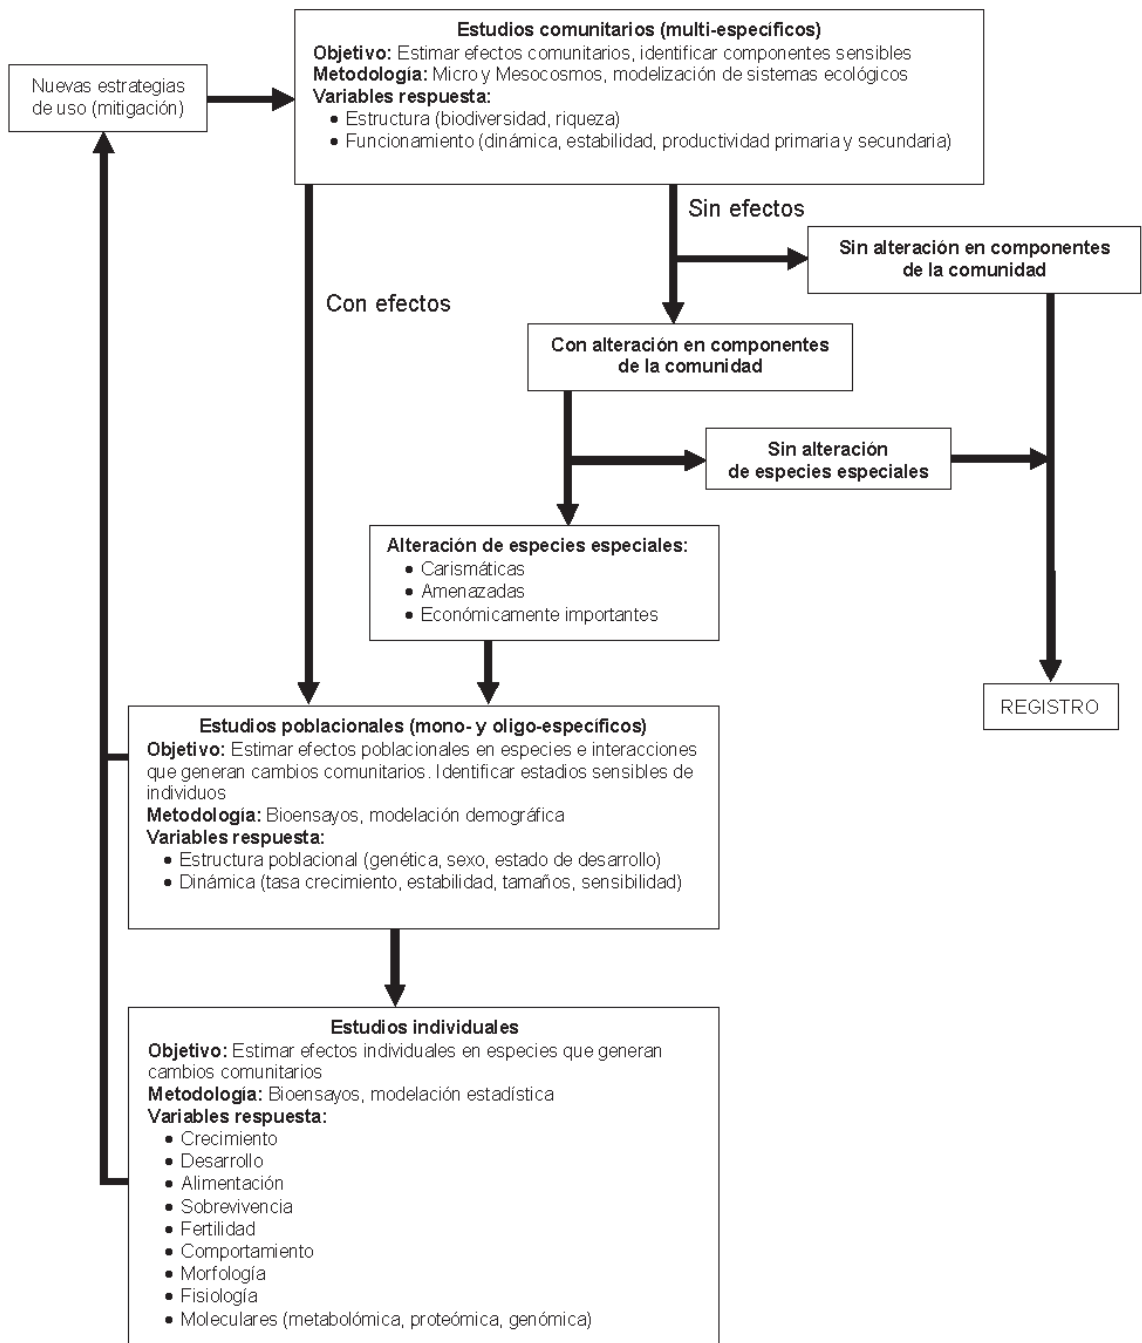 Estudios comunitarios (multi-específicos)
Objetivo: Estimar efectos comunitarios, identificar componentes sensibles
Metodología: Micro y Mesocosmos, modelización de sistemas ecológicos
Variables respuesta:
• Estructura (biodiversidad, riqueza)
• Funcionamiento (dinámica, estabilidad, productividad primaria y secundaria)
Nuevas estrategias
de uso (mitigación)
Sin efectos
Sin alteración en componentes
de la comunidad
Con efectos
Con alteración en componentes
de la comunidad
Sin alteración
de especies especiales
Alteración de especies especiales:
• Carismáticas
• Amenazadas
• Económicamente importantes
REGISTRO
Estudios poblacionales (mono- y oligo-específicos)
Objetivo: Estimar efectos poblacionales en especies e interacciones
que generan cambios comunitarios. Identificar estadios sensibles de
individuos
Metodología: Bioensayos, modelación demográfica
Variables respuesta:
• Estructura poblacional (genética, sexo, estado de desarrollo)
• Dinámica (tasa crecimiento, estabilidad, tamaños, sensibilidad)
Estudios individuales
Objetivo: Estimar efectos individuales en especies que generan
cambios comunitarios
Metodología: Bioensayos, modelación estadística
Variables respuesta:
• Crecimiento
• Desarrollo
• Alimentación
• Sobrevivencia
• Fertilidad
• Comportamiento
• Morfología
• Fisiología
• Moleculares (metabolómica, proteómica, genómica)